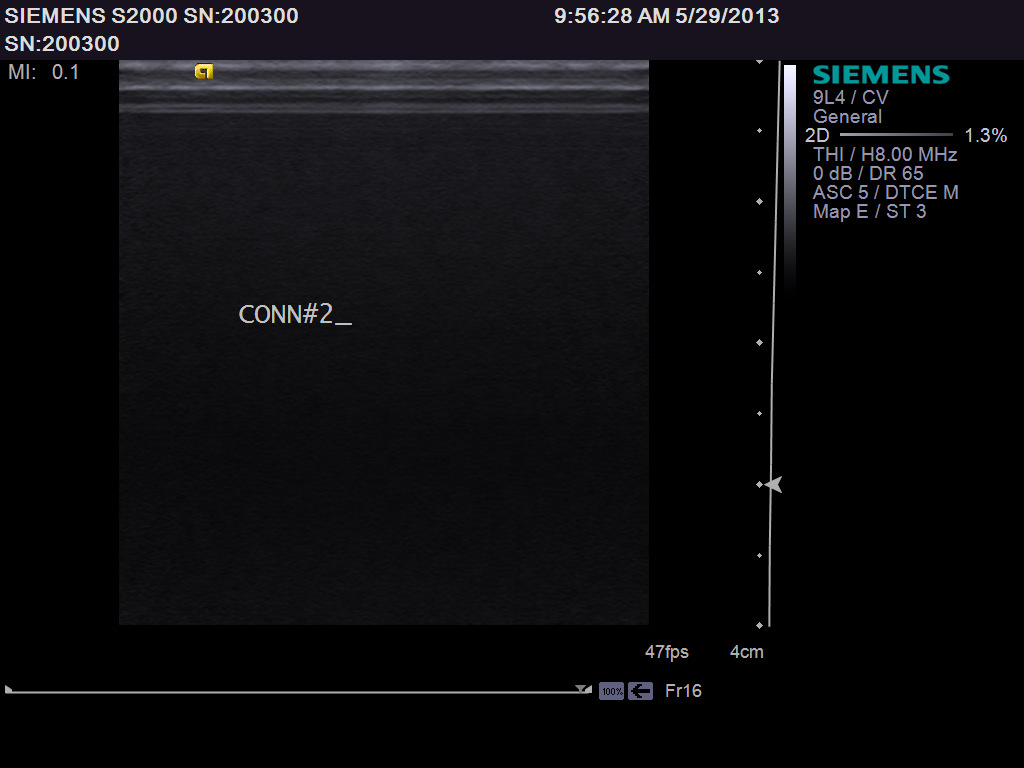 SIEMENS S2000 SN:200300 9:56:28 AM 5/29/2013
SN:200300
MI: 0.1
SIEMENS
9L4 / CV
General
2D 1.3%
THI / H8.00 MHz
0 dB / DR 65
ASC 5 / DTCE M
Map E / ST 3
CONN#2_
47fps 4cm
100% Fr16